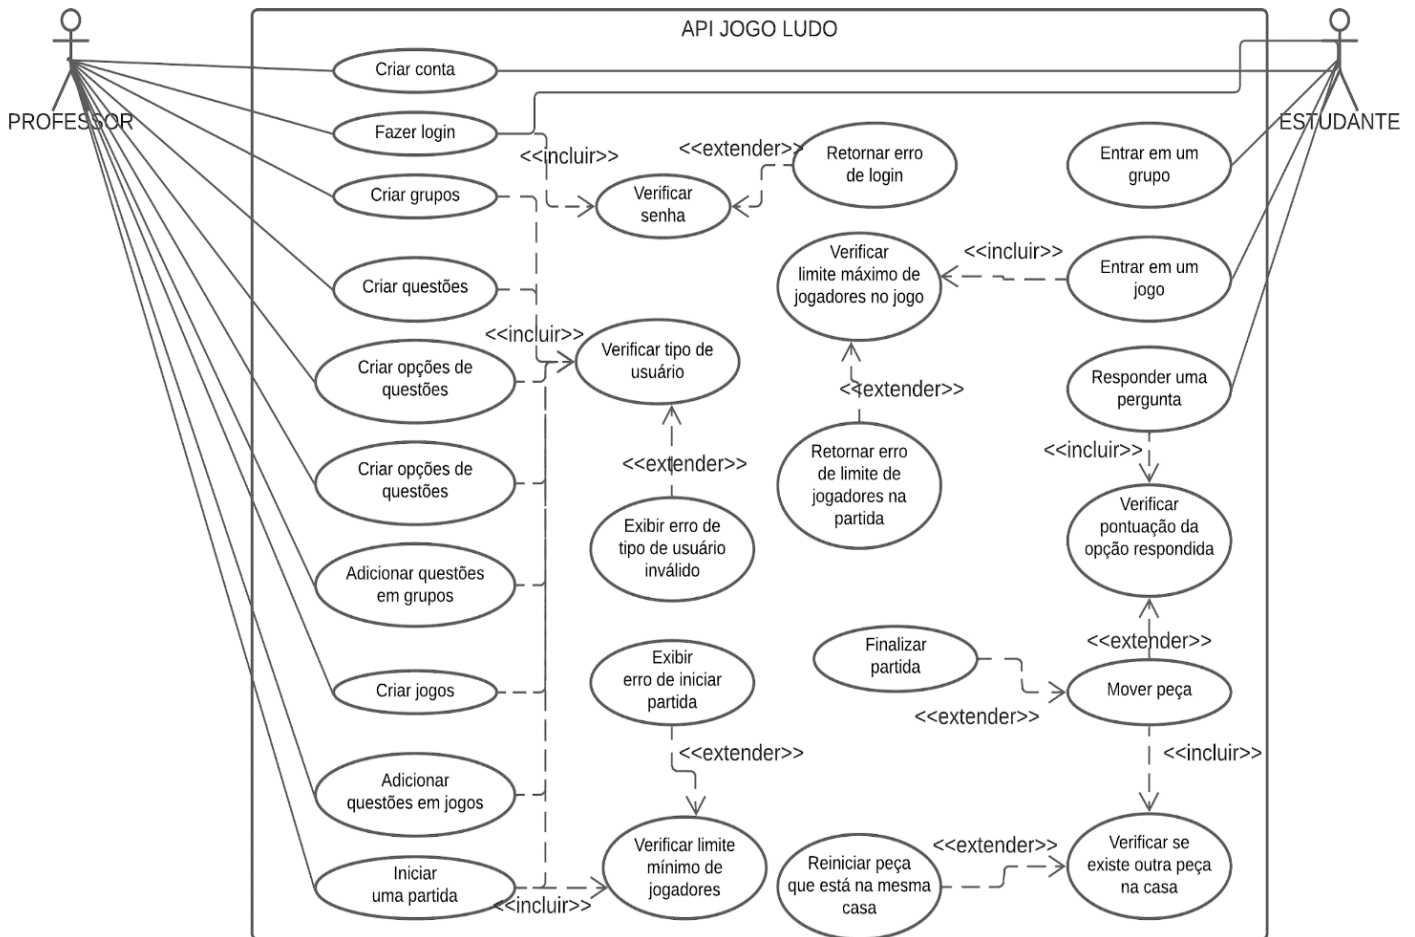 API JOGO LUDO
PROFESSOR
ESTUDANTE
Criar conta
Fazer login
<<incluir>>
<<extender>>
Retornar erro
de login
Entrar em um
grupo
Criar grupos
Verificar
senha
Verificar
limite máximo de
jogadores no jogo
<<incluir>>
Entrar em um
jogo
Criar questões
<<incluir>>
Verificar tipo de
usuário
Criar opções de
questões
<<extender>>
Responder uma
pergunta
<<incluir>>
Criar opções de
questões
<<extender>>
Retornar erro
de limite de
jogadores na
partida
Verificar
pontuação da
opção respondida
Exibir erro de
tipo de usuário
inválido
Adicionar questões
em grupos
<<extender>>
Exibir
erro de iniciar
partida
Finalizar
partida
Criar jogos
Mover peça
<<extender>>
<<extender>>
<<incluir>>
Adicionar
questões em jogos
Verificar limite
mínimo de
jogadores
<<extender>>
Reiniciar peça
que está na mesma
casa
Verificar se
existe outra peça
na casa
Iniciar
uma partida
<<incluir>>